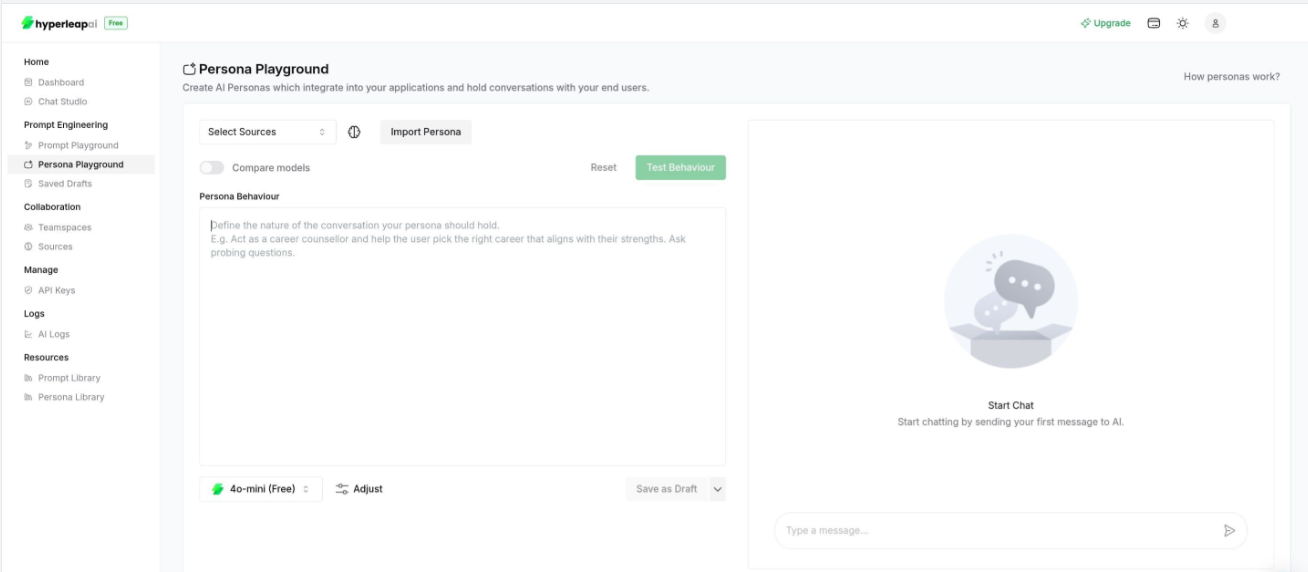 hyperleapai Free
Upgrade
Home
Dashboard
Chat Studio
Prompt Engineering
Prompt Playground
Persona Playground
Saved Drafts
Collaboration
Teamspaces
Sources
Manage
API Keys
Logs
AI Logs
Resources
Prompt Library
Persona Library
Persona Playground
Create AI Personas which integrate into your applications and hold conversations with your end users.
How personas work?
Select Sources
Import Persona
Compare models
Reset
Test Behaviour
Persona Behaviour
Define the nature of the conversation your persona should hold.
E.g. Act as a career counsellor and help the user pick the right career that aligns with their strengths. Ask
probing questions.
4o-mini (Free)
Adjust
Save as Draft
Start Chat
Start chatting by sending your first message to AI.
Type a message...